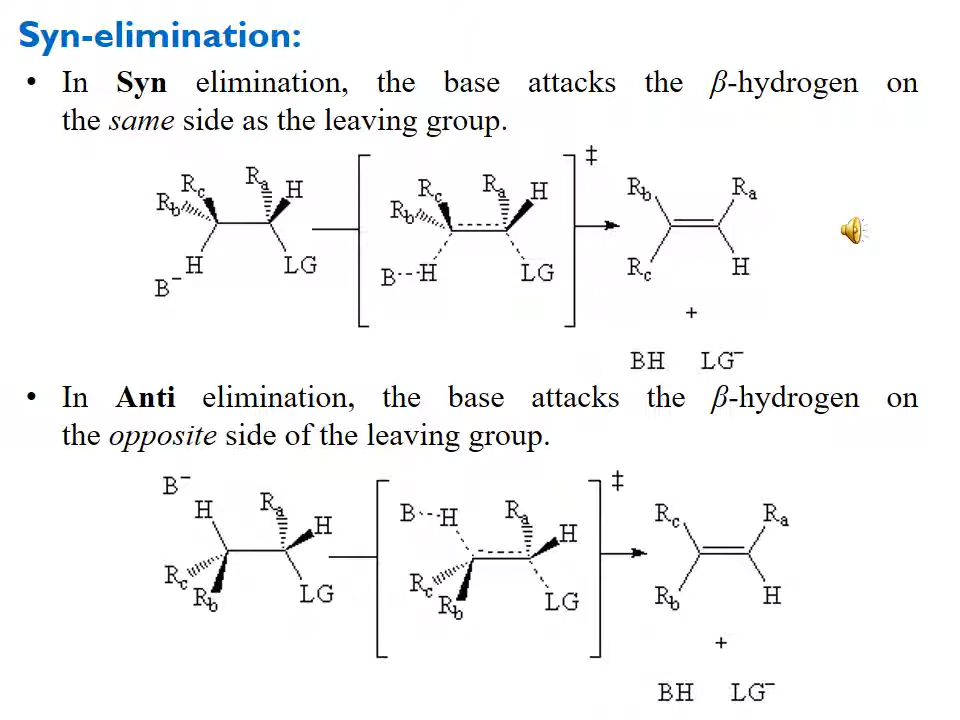 Syn-elimination:
• In Syn elimination, the base attacks the β-hydrogen on
the same side as the leaving group.
Rc Ra H Rc Ra H ‡ Rb Ra
Rb Rb
H LG B H LG Rc H
B⁻
+
BH LG⁻
• In Anti elimination, the base attacks the β-hydrogen on
the opposite side of the leaving group.
B⁻ ‡
H Ra H B H Ra H Rc Ra
Rc Rc
Rb LG Rb LG Rb H
+
BH LG⁻